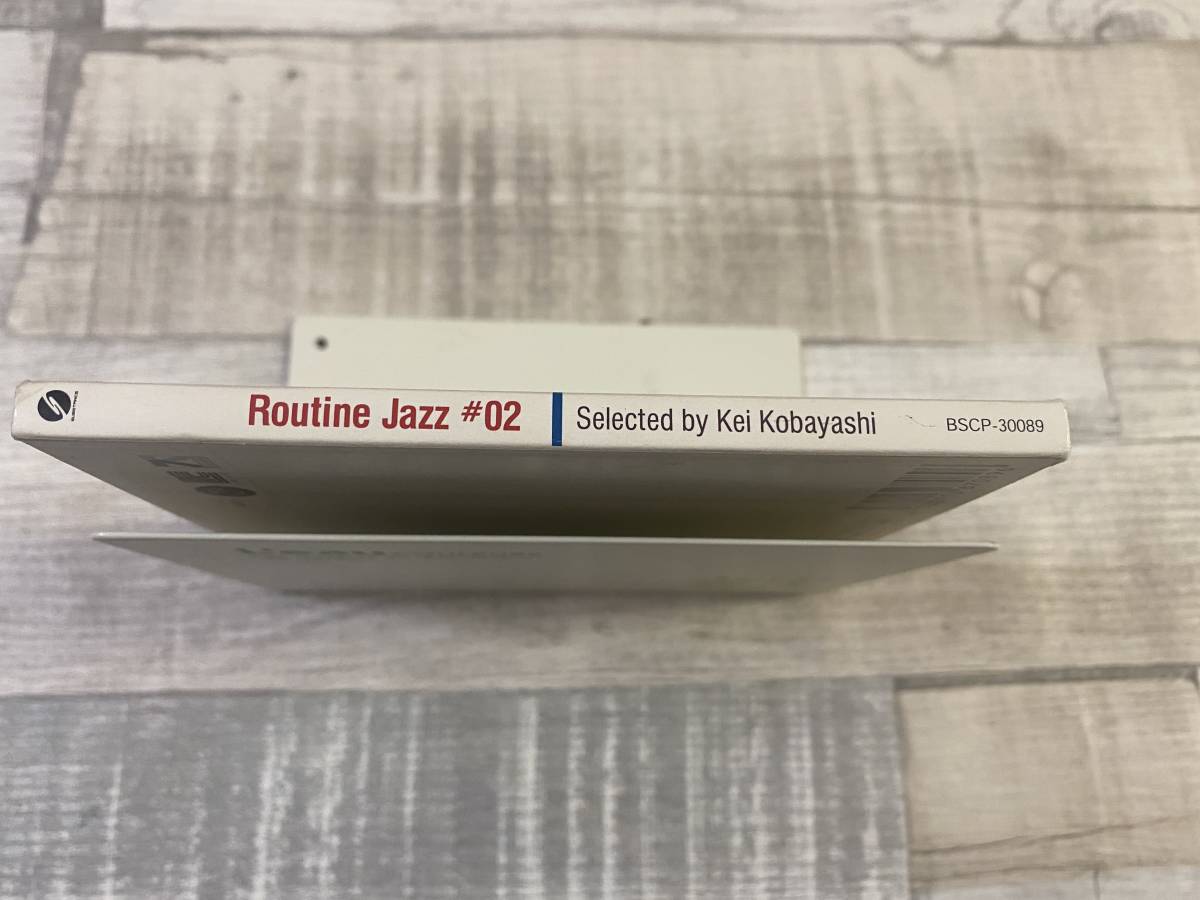 Routine Jazz #02
Selected by Kei Kobayashi
BSCP-30089